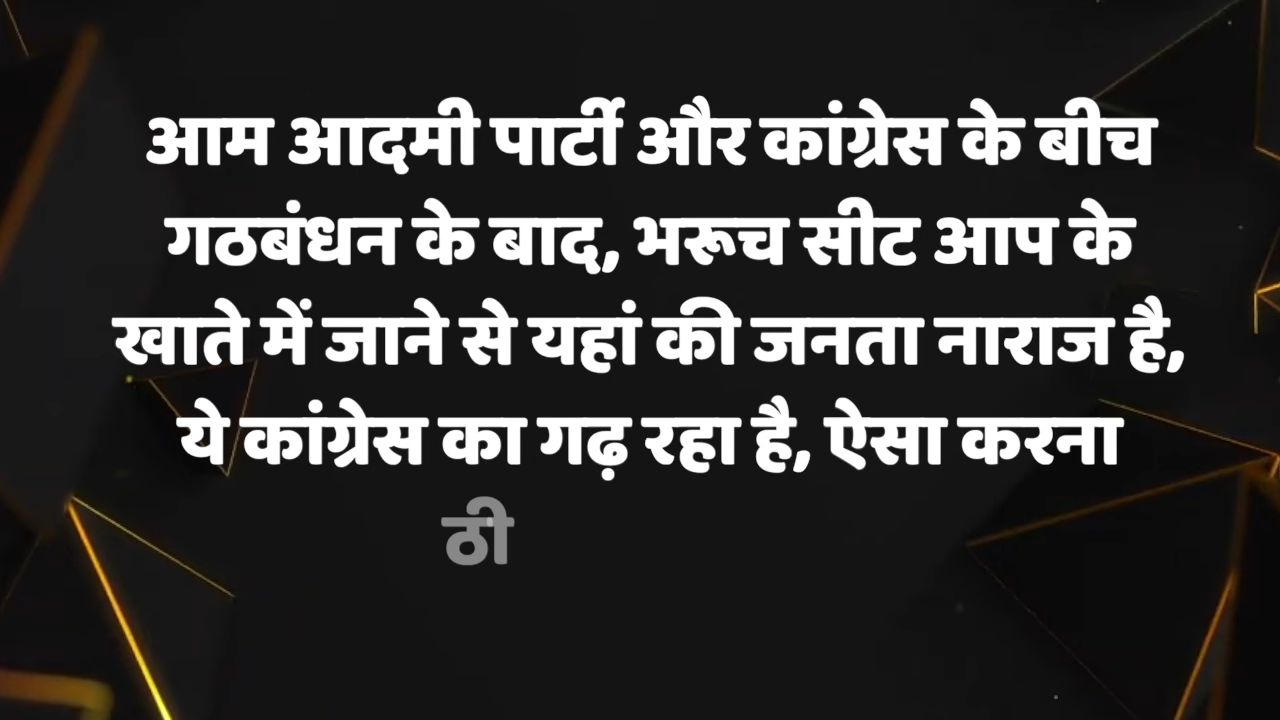 आम आदमी पार्टी और कांग्रेस के बीच
गठबंधन के बाद, भरूच सीट आप के
खाते में जाने से यहां की जनता नाराज है,
ये कांग्रेस का गढ़ रहा है, ऐसा करना
ठी